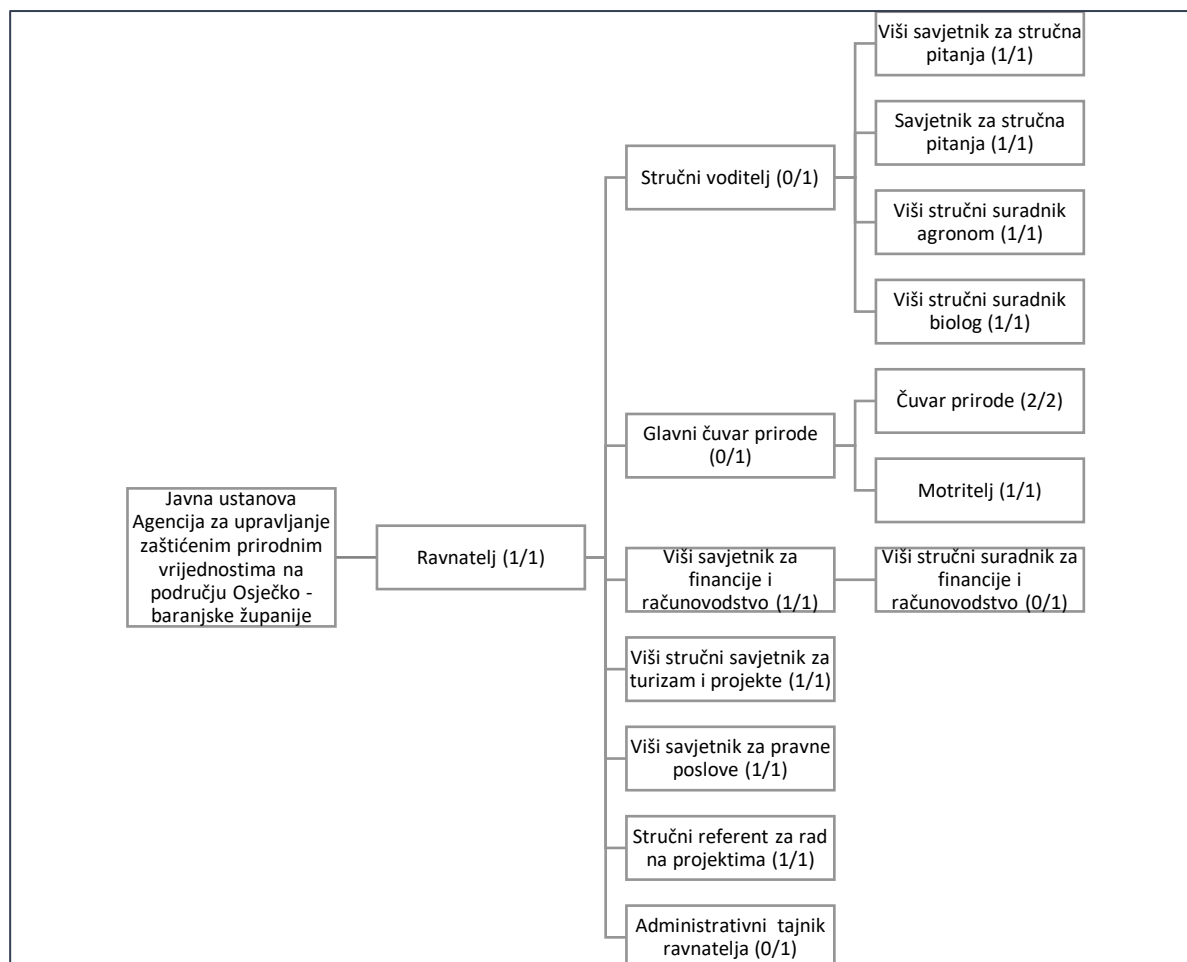 Javna ustanova
Agencija za upravljanje
zaštićenim prirodnim
vrijednostima na
području Osječko -
baranjske županije
Ravnatelj (1/1)
Stručni voditelj (0/1)
Viši savjetnik za stručna
pitanja (1/1)
Savjetnik za stručna
pitanja (1/1)
Viši stručni suradnik
agronom (1/1)
Viši stručni suradnik
biolog (1/1)
Glavni čuvar prirode
(0/1)
Čuvar prirode (2/2)
Motritelj (1/1)
Viši savjetnik za
financije i
računovodstvo (1/1)
Viši stručni suradnik za
financije i
računovodstvo (0/1)
Viši stručni savjetnik za
turizam i projekte (1/1)
Viši savjetnik za pravne
poslove (1/1)
Stručni referent za rad
na projektima (1/1)
Administrativni tajnik
ravnatelja (0/1)